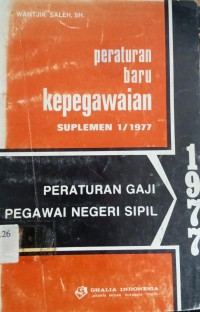 WANTJIK SALEH, SH.
peraturan
baru
kepegawaian
SUPLEMEN 1/1977
PERATURAN GAJI
PEGAWAI NEGERI SIPIL
1977
.26
GHALIA INDONESIA